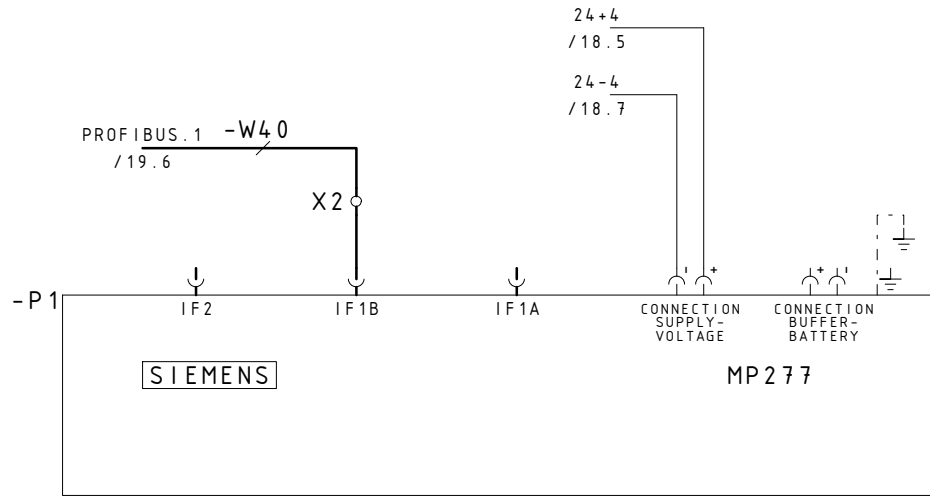 24+4
/18.5
24-4
/18.7
PROFIBUS.1
-W40
/19.6
X2
-P1
IF2
IF1B
IF1A
- +
CONNECTION
SUPPLY-
VOLTAGE
+ -
CONNECTION
BUFFER-
BATTERY
SIEMENS
MP277